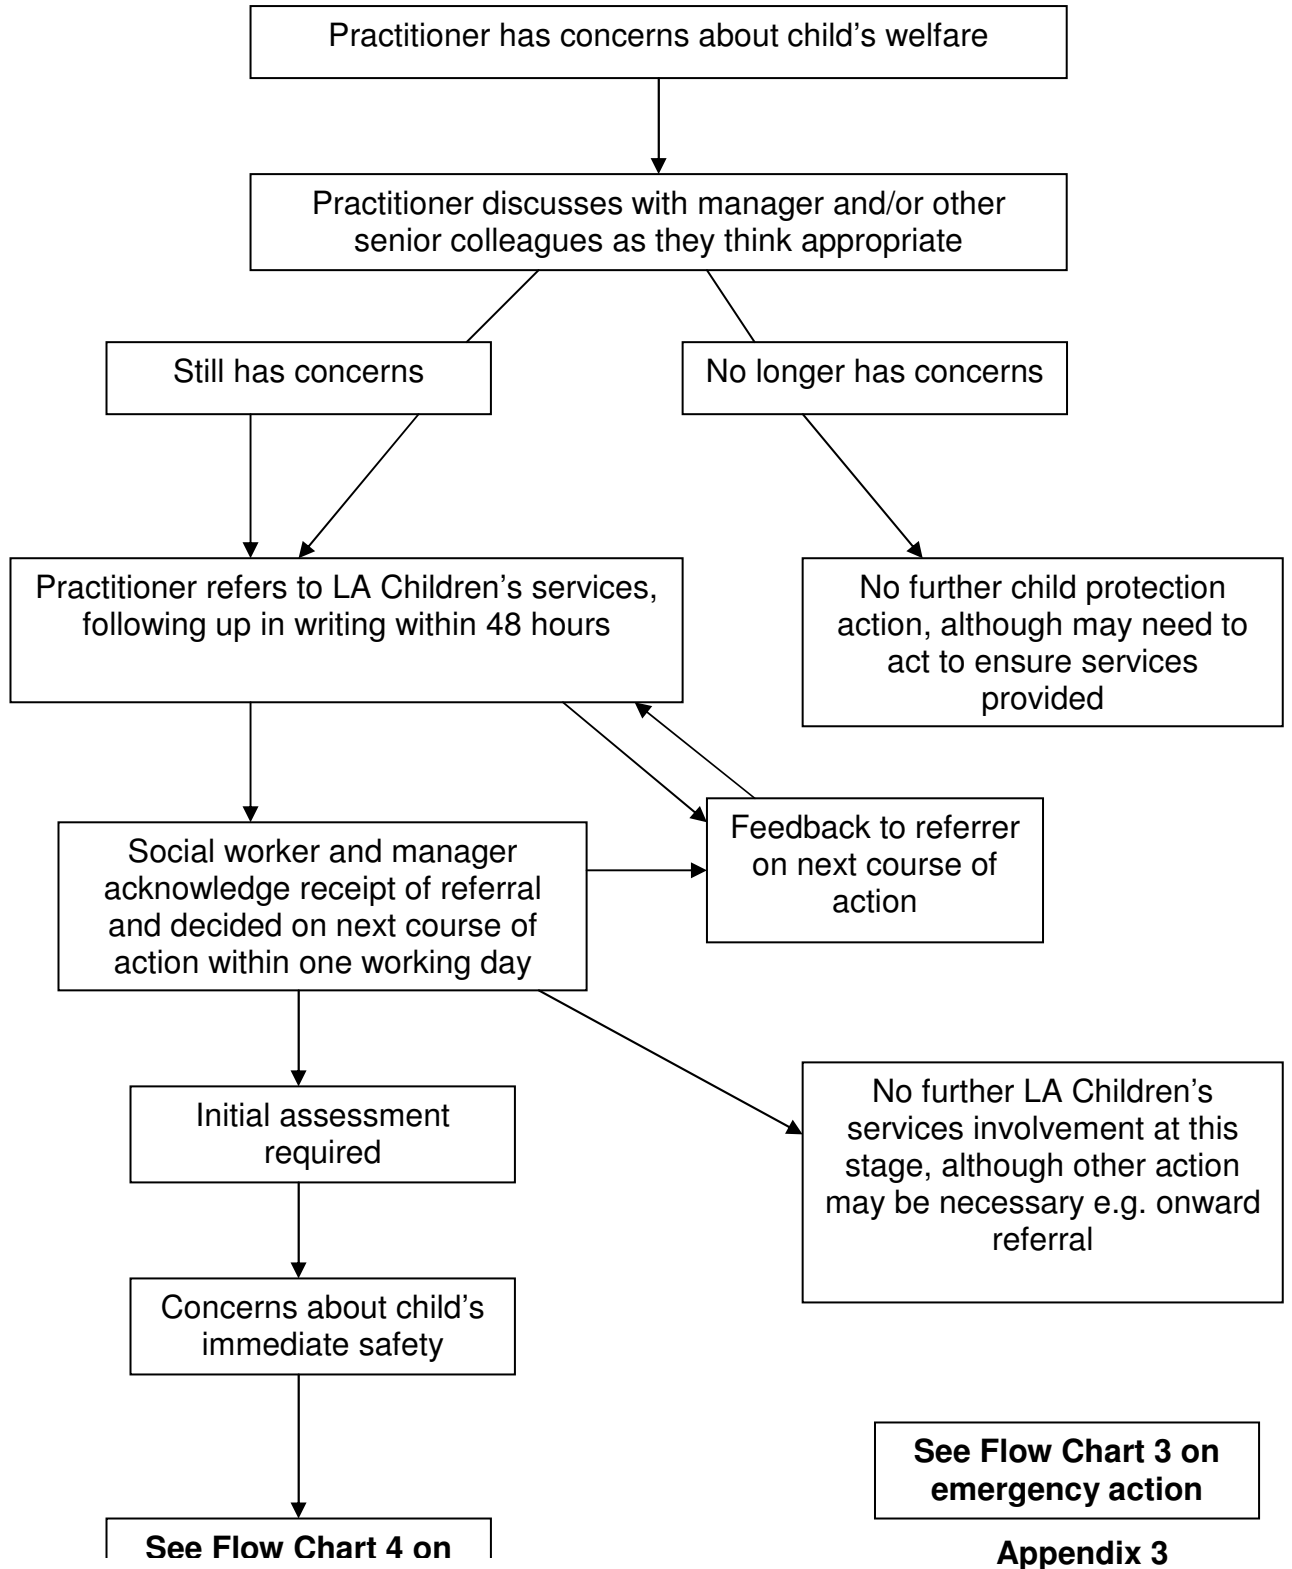 Practitioner has concerns about child’s welfare
Practitioner discusses with manager and/or other
senior colleagues as they think appropriate
Still has concerns
No longer has concerns
Practitioner refers to LA Children’s services,
following up in writing within 48 hours
No further child protection
action, although may need to
act to ensure services
provided
Social worker and manager
acknowledge receipt of referral
and decided on next course of
action within one working day
Feedback to referrer
on next course of
action
Initial assessment
required
No further LA Children’s
services involvement at this
stage, although other action
may be necessary e.g. onward
referral
Concerns about child’s
immediate safety
See Flow Chart 3 on
emergency action
See Flow Chart 4 on
Appendix 3